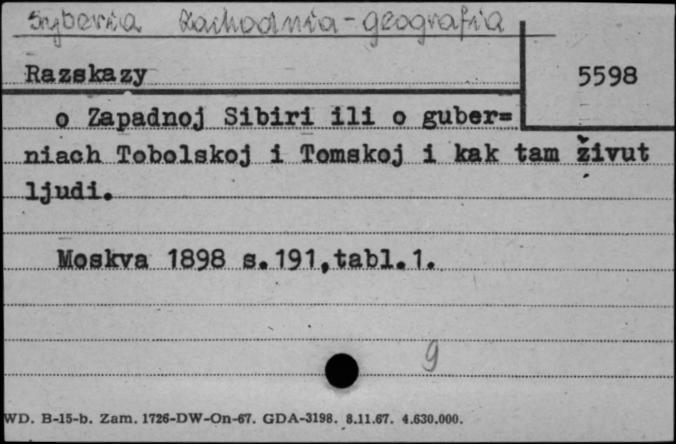 Syberia Zachodnia - geografia
Razskazy
5598
o Zapadnoj Sibiri ili o guber=
niach Tobolskoj i Tomskoj i kak tam živut
ljudi.
Moskva 1898 s.191,tabl.1.
9
WD. B-15-b. Zam. 1726-DW-On-67. GDA-3198. 8.11.67. 4.630.000.